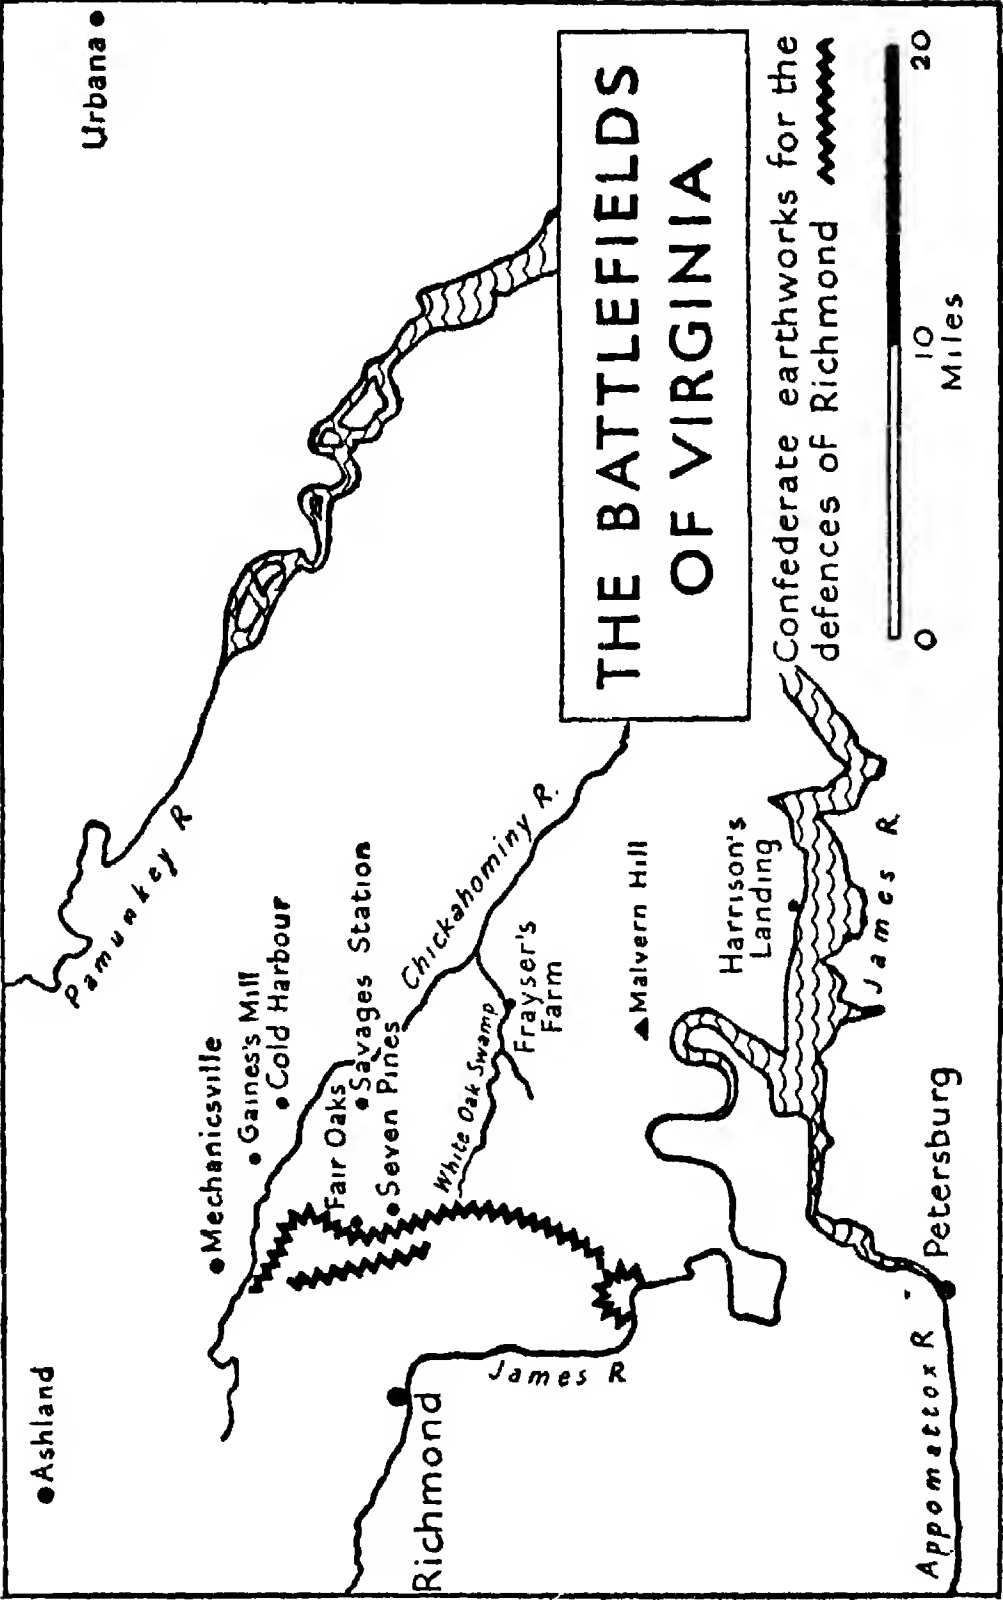 Ashland
Urbana
Mechanicsville
Gaines's Mill
Cold Harbour
Pamunkey R
Fair Oaks
Savages Station
Seven Pines
Chickahominy R.
White Oak Swamp
Frayser's
Farm
Richmond
James R
Malvern Hill
Harrison's
Landing
James R.
Petersburg
Appomattox R
THE BATTLEFIELDS
OF VIRGINIA
Confederate earthworks for the
defences of Richmond
0 10 20
Miles